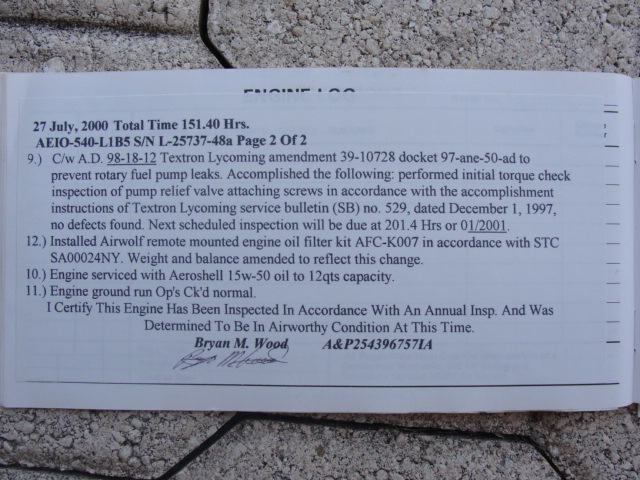 ENGINE LOG
27 July, 2000 Total Time 151.40 Hrs.
AEIO-540-L1B5 S/N L-25737-48a Page 2 Of 2
9.) C/w A.D. 98-18-12 Textron Lycoming amendment 39-10728 docket 97-ane-50-ad to
prevent rotary fuel pump leaks. Accomplished the following: performed initial torque check
inspection of pump relief valve attaching screws in accordance with the accomplishment
instructions of Textron Lycoming service bulletin (SB) no. 529, dated December 1, 1997,
no defects found. Next scheduled inspection will be due at 201.4 Hrs or 01/2001.
12.) Installed Airwolf remote mounted engine oil filter kit AFC-K007 in accordance with STC
SA00024NY. Weight and balance amended to reflect this change.
10.) Engine serviced with Aeroshell 15w-50 oil to 12qts capacity.
11.) Engine ground run Op's Ck'd normal.
I Certify This Engine Has Been Inspected In Accordance With An Annual Insp. And Was
Determined To Be In Airworthy Condition At This Time.
Bryan M. Wood A&P254396757IA